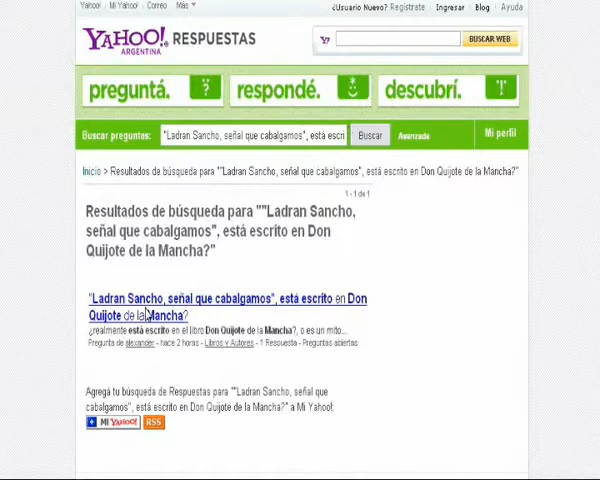 Yahoo! Mi Yahoo! Correo Más ¿Usuario Nuevo? Regístrate Ingresar Blog Ayuda
YAHOO! RESPUESTAS
ARGENTINA
Y? BUSCAR WEB
preguntá. ? respondé. descubrí. !
Buscar preguntas: "Ladran Sancho, señal que cabalgamos", está escri Buscar Avanzada Mi perfil
Inicio > Resultados de búsqueda para ""Ladran Sancho, señal que cabalgamos", está escrito en Don Quijote de la Mancha?"
1 - 1 de 1
Resultados de búsqueda para ""Ladran Sancho,
señal que cabalgamos", está escrito en Don
Quijote de la Mancha?"
"Ladran Sancho, señal que cabalgamos", está escrito en Don
Quijote de la Mancha?
¿realmente está escrito en el libro Don Quijote de la Mancha?, o es un mito...
Pregunta de alexander - hace 2 horas - Libros y Autores - 1 Respuesta - Preguntas abiertas
Agregá tu búsqueda de Respuestas para ""Ladran Sancho, señal que
cabalgamos", está escrito en Don Quijote de la Mancha?" a Mi Yahoo!:
+ MI YAHOO! RSS